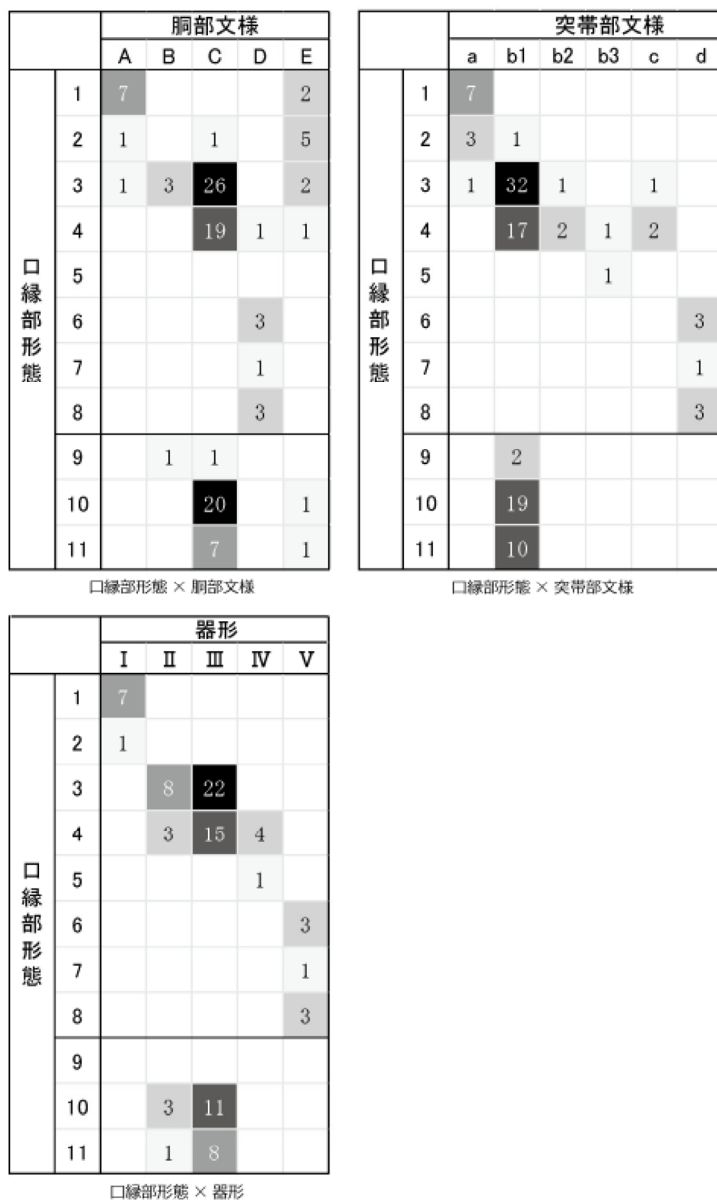 胴部文様
A B C D E
口縁部形態
1 7 2
2 1 1 5
3 1 3 26 2
4 19 1 1
5
6 3
7 1
8 3
9 1 1
10 20 1
11 7 1
口縁部形態 × 胴部文様
突帯部文様
a b1 b2 b3 c d
口縁部形態
1 7
2 3 1
3 1 32 1 1
4 17 2 1 2
5 1
6 3
7 1
8 3
9 2
10 19
11 10
口縁部形態 × 突帯部文様
器形
Ⅰ Ⅱ Ⅲ Ⅳ Ⅴ
口縁部形態
1 7
2 1
3 8 22
4 3 15 4
5 1
6 3
7 1
8 3
9
10 3 11
11 1 8
口縁部形態 × 器形